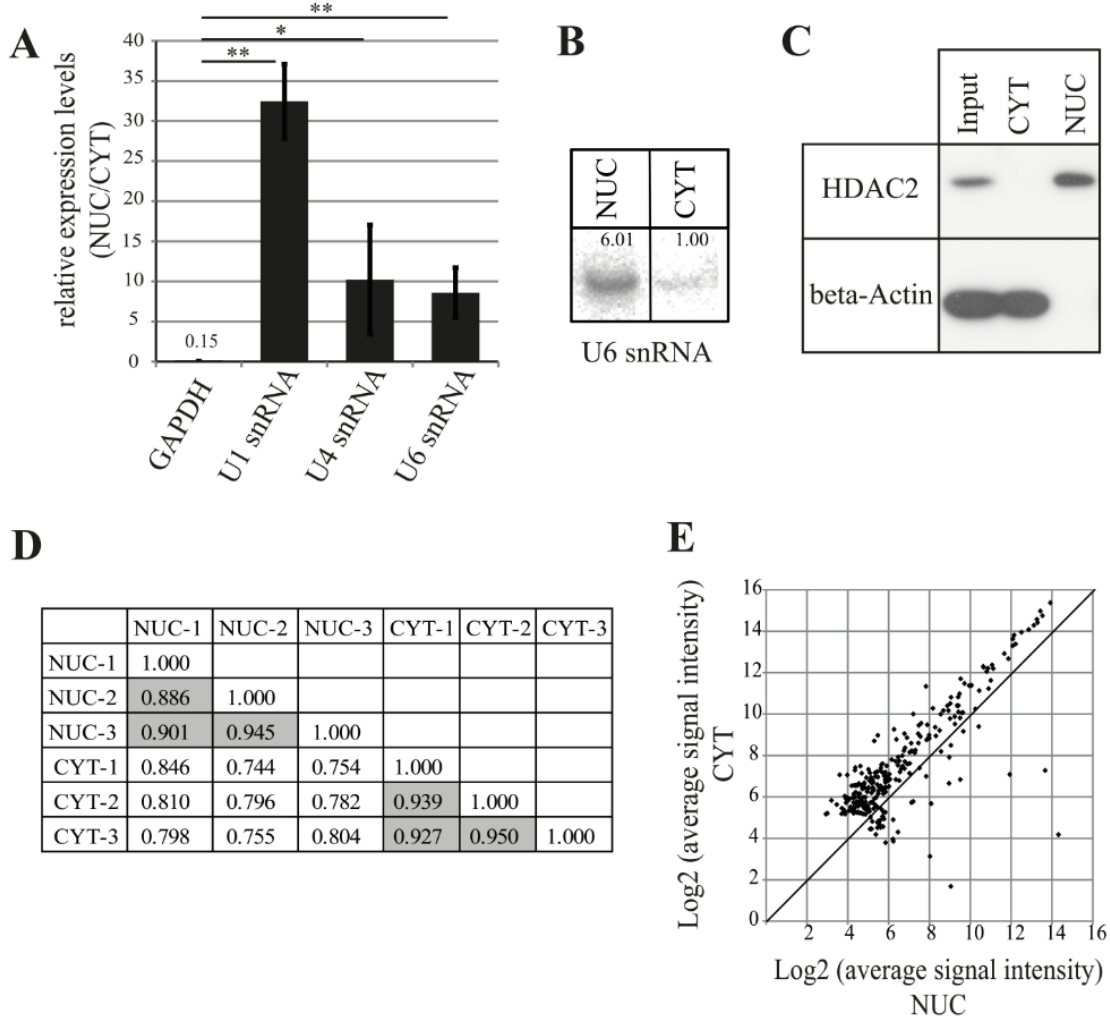 A
**
*
**
40
35
30
25
20
15
10
5
0
relative expression levels
(NUC/CYT)
0.15
GAPDH
U1 snRNA
U4 snRNA
U6 snRNA
B
NUC CYT
6.01 1.00
U6 snRNA
C
Input CYT NUC
HDAC2
beta-Actin
D
NUC-1 NUC-2 NUC-3 CYT-1 CYT-2 CYT-3
NUC-1 1.000
NUC-2 0.886 1.000
NUC-3 0.901 0.945 1.000
CYT-1 0.846 0.744 0.754 1.000
CYT-2 0.810 0.796 0.782 0.939 1.000
CYT-3 0.798 0.755 0.804 0.927 0.950 1.000
E
Log2 (average signal intensity)
CYT
16
14
12
10
8
6
4
2
0
2 4 6 8 10 12 14 16
Log2 (average signal intensity)
NUC